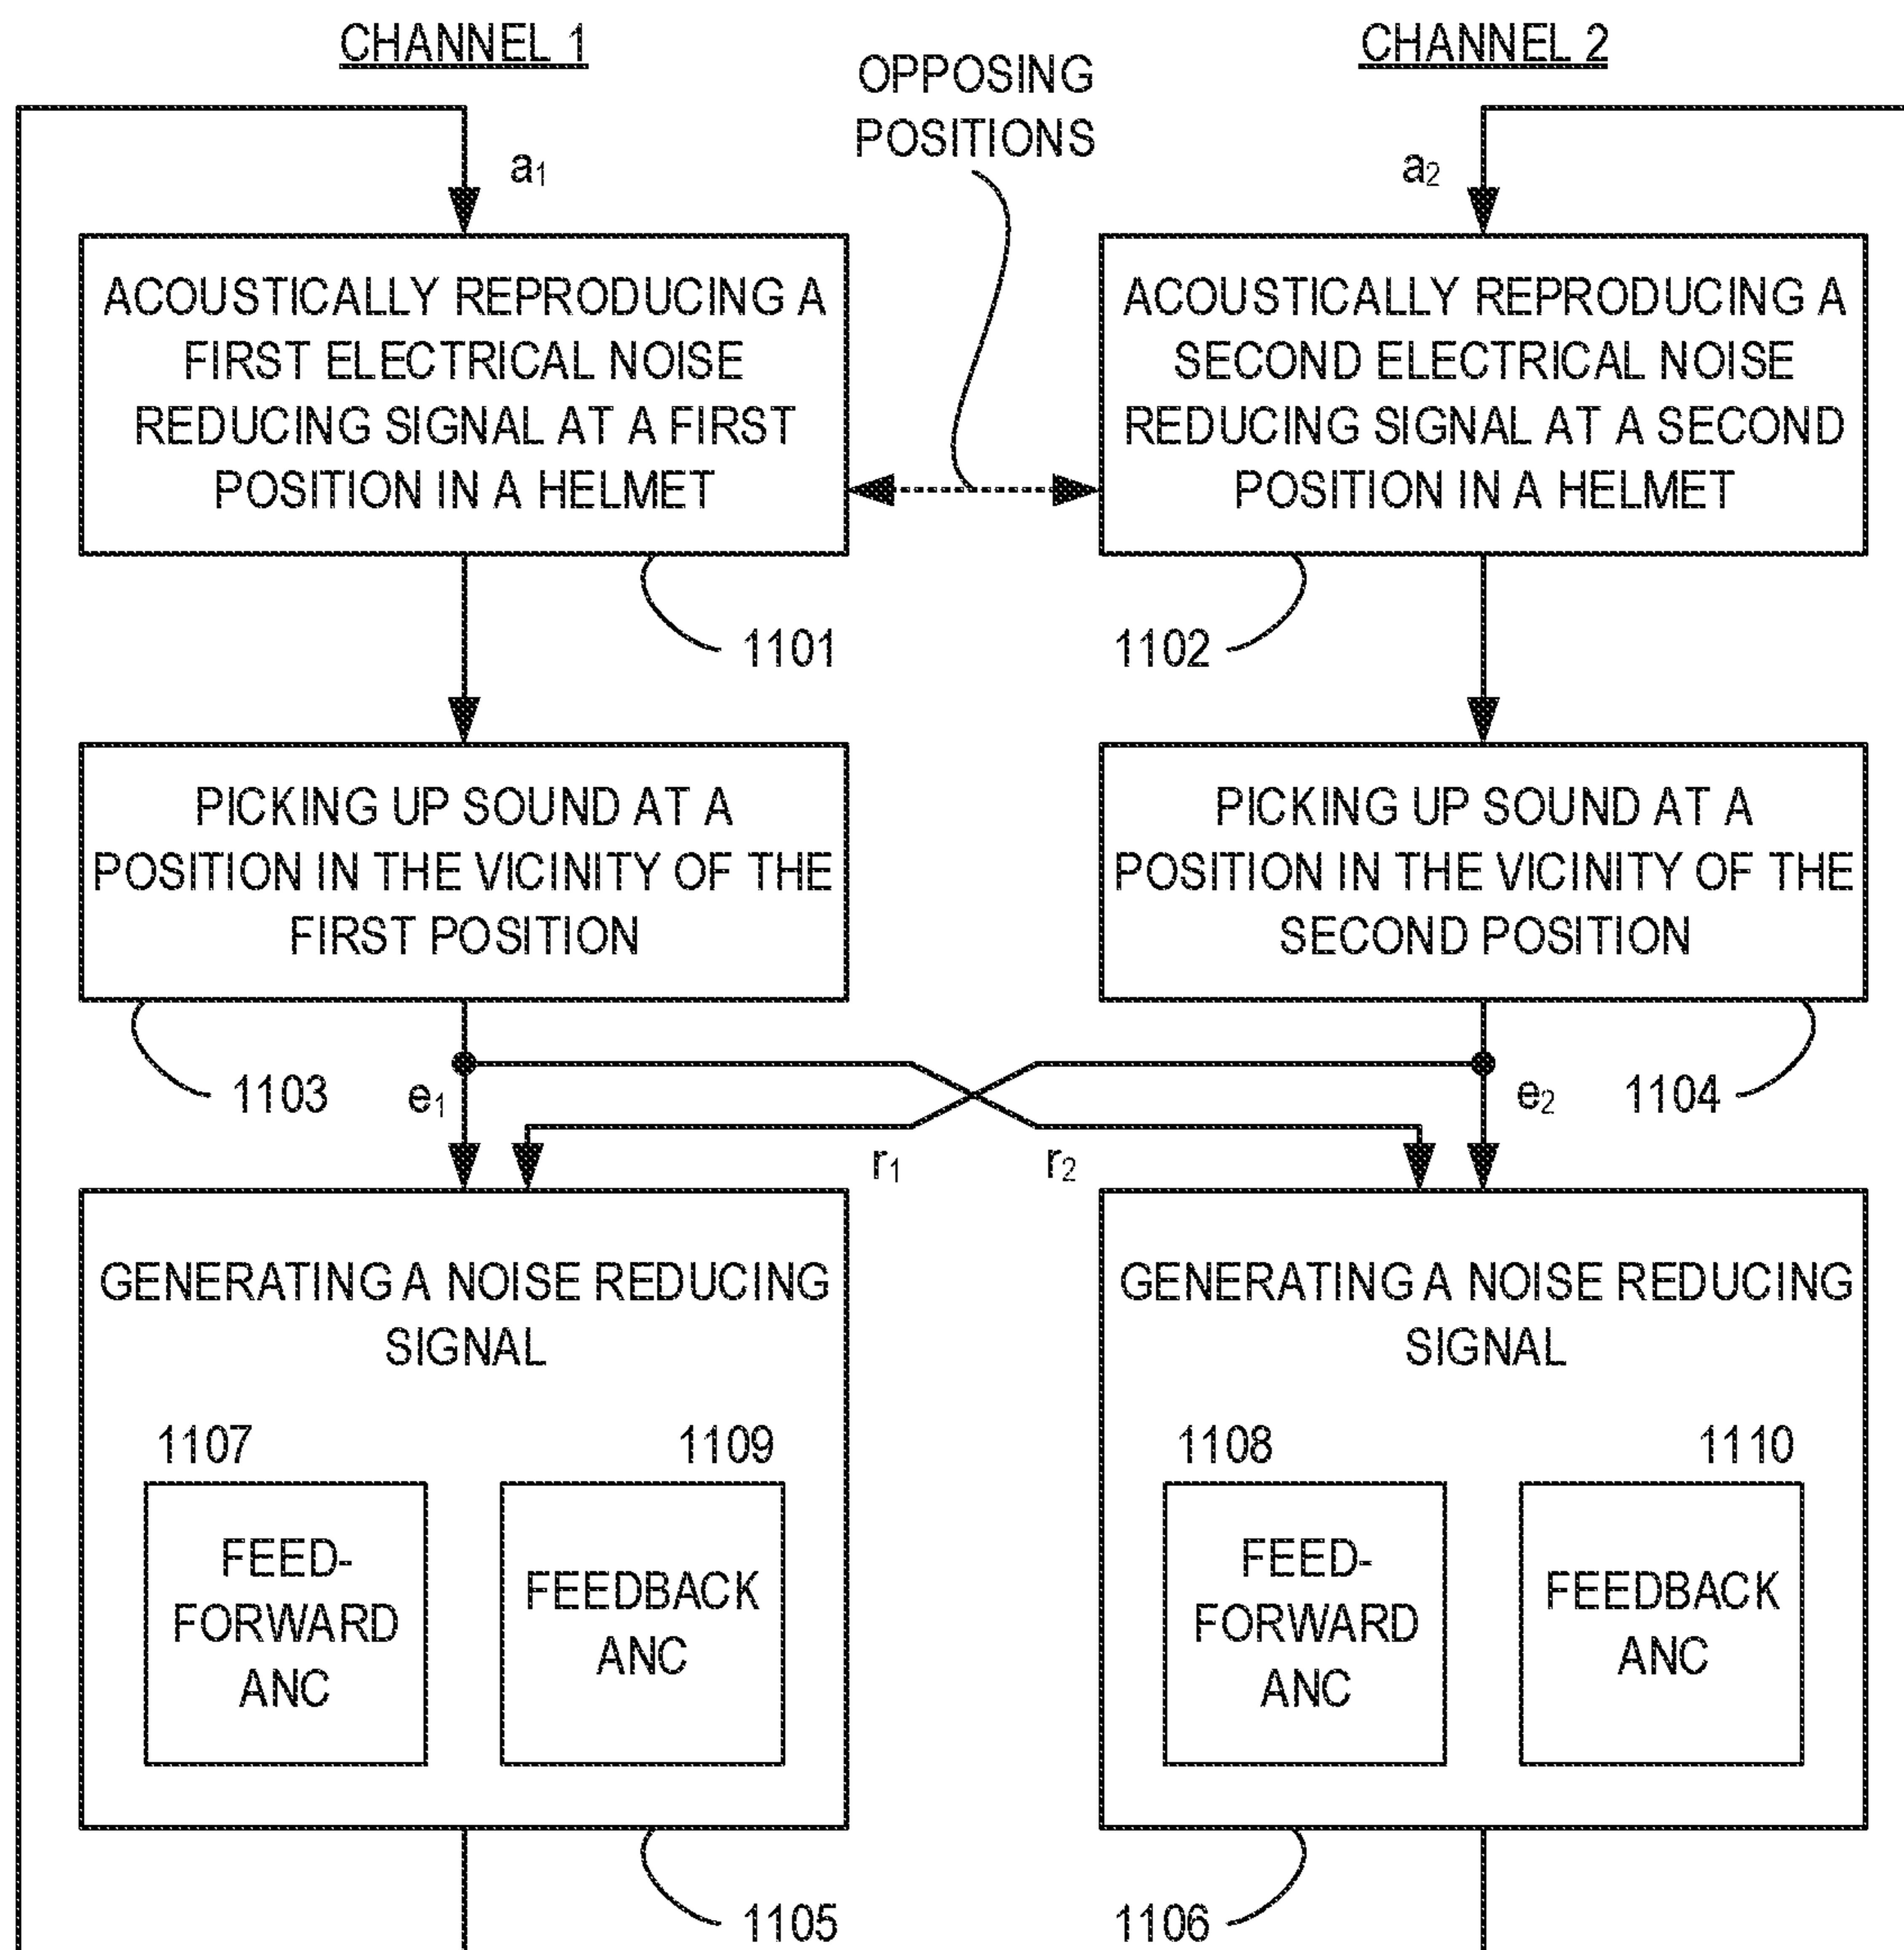 CHANNEL 1
OPPOSING
POSITIONS
CHANNEL 2
a1
a2
ACOUSTICALLY REPRODUCING A
FIRST ELECTRICAL NOISE
REDUCING SIGNAL AT A FIRST
POSITION IN A HELMET
ACOUSTICALLY REPRODUCING A
SECOND ELECTRICAL NOISE
REDUCING SIGNAL AT A SECOND
POSITION IN A HELMET
1101
1102
PICKING UP SOUND AT A
POSITION IN THE VICINITY OF THE
FIRST POSITION
PICKING UP SOUND AT A
POSITION IN THE VICINITY OF THE
SECOND POSITION
1103
e1
e2
1104
r1
r2
GENERATING A NOISE REDUCING
SIGNAL
GENERATING A NOISE REDUCING
SIGNAL
1107
1109
1108
1110
FEED-
FORWARD
ANC
FEEDBACK
ANC
FEED-
FORWARD
ANC
FEEDBACK
ANC
1105
1106